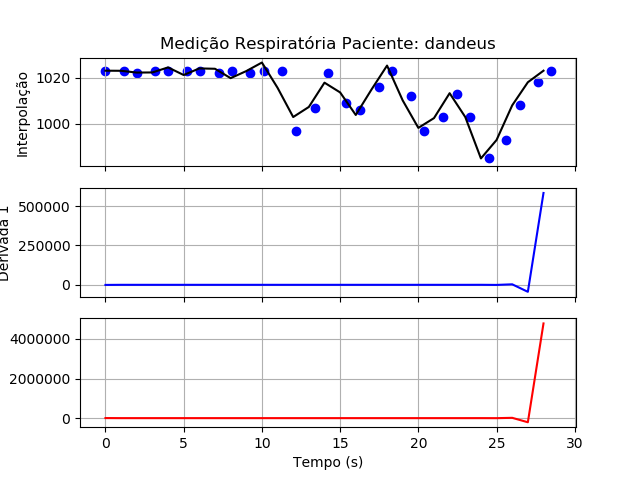 Medição Respiratória Paciente: dandeus
Interpolação
1020
1000
Derivada 1
500000
250000
0
4000000
2000000
0
0 5 10 15 20 25 30
Tempo (s)